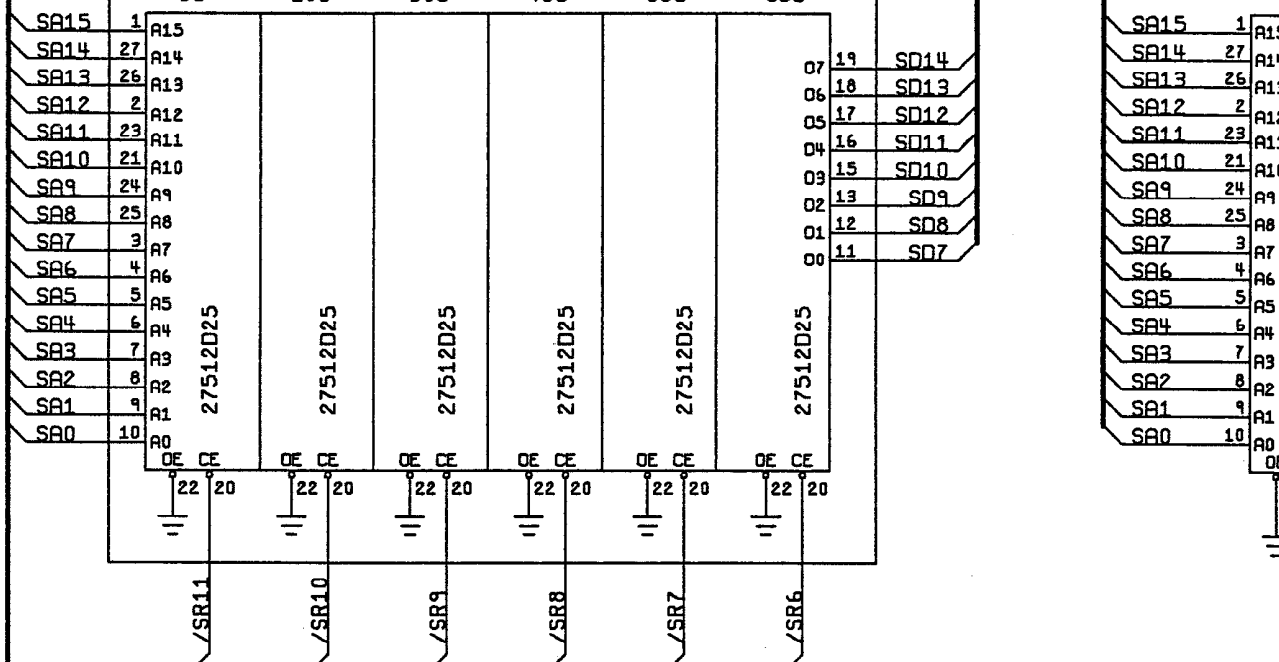 SA15 1 A15
SA14 27 A14
SA13 26 A13
SA12 2 A12
SA11 23 A11
SA10 21 A10
SA9 24 A9
SA8 25 A8
SA7 3 A7
SA6 4 A6
SA5 5 A5
SA4 6 A4
SA3 7 A3
SA2 8 A2
SA1 9 A1
SA0 10 A0
27512D25 27512D25 27512D25 27512D25 27512D25 27512D25
OE CE OE CE OE CE OE CE OE CE OE CE
22 20 22 20 22 20 22 20 22 20 22 20
/SR11 /SR10 /SR9 /SR8 /SR7 /SR6
O7 19 SD14
O6 18 SD13
O5 17 SD12
O4 16 SD11
O3 15 SD10
O2 13 SD9
O1 12 SD8
O0 11 SD7
SA15 1
SA14 27
SA13 26
SA12 2
SA11 23
SA10 21
SA9 24 A9
SA8 25 A8
SA7 3 A7
SA6 4 A6
SA5 5 A5
SA4 6 A4
SA3 7 A3
SA2 8 A2
SA1 9 A1
SA0 10 A0